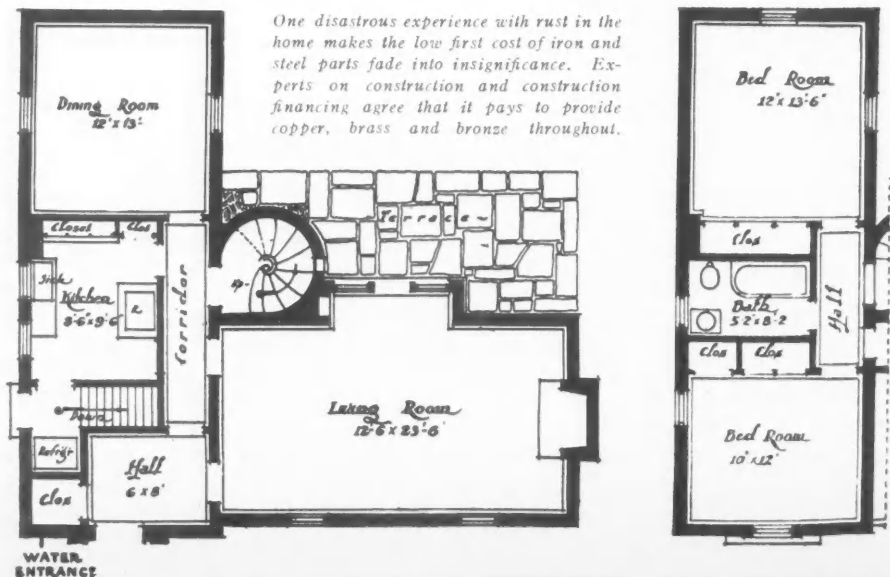 One disastrous experience with rust in the
home makes the low first cost of iron and
steel parts fade into insignificance. Ex-
perts on construction and construction
financing agree that it pays to provide
copper, brass and bronze throughout.
Dining Room
12' x 13'
Closet
Clos
Sink
Kitchen
8'-6" x 9'-6"
R.
Corridor
Up
Terrace
Down
Refrig'r
Clos
Hall
6 x 8'
Living Room
12'-6" x 23'-6"
WATER
ENTRANCE
Bed Room
12' x 13'-6"
Clos
Bath
5'2" x 8'-2
Hall
Clos
Clos
Bed Room
10' x 12'